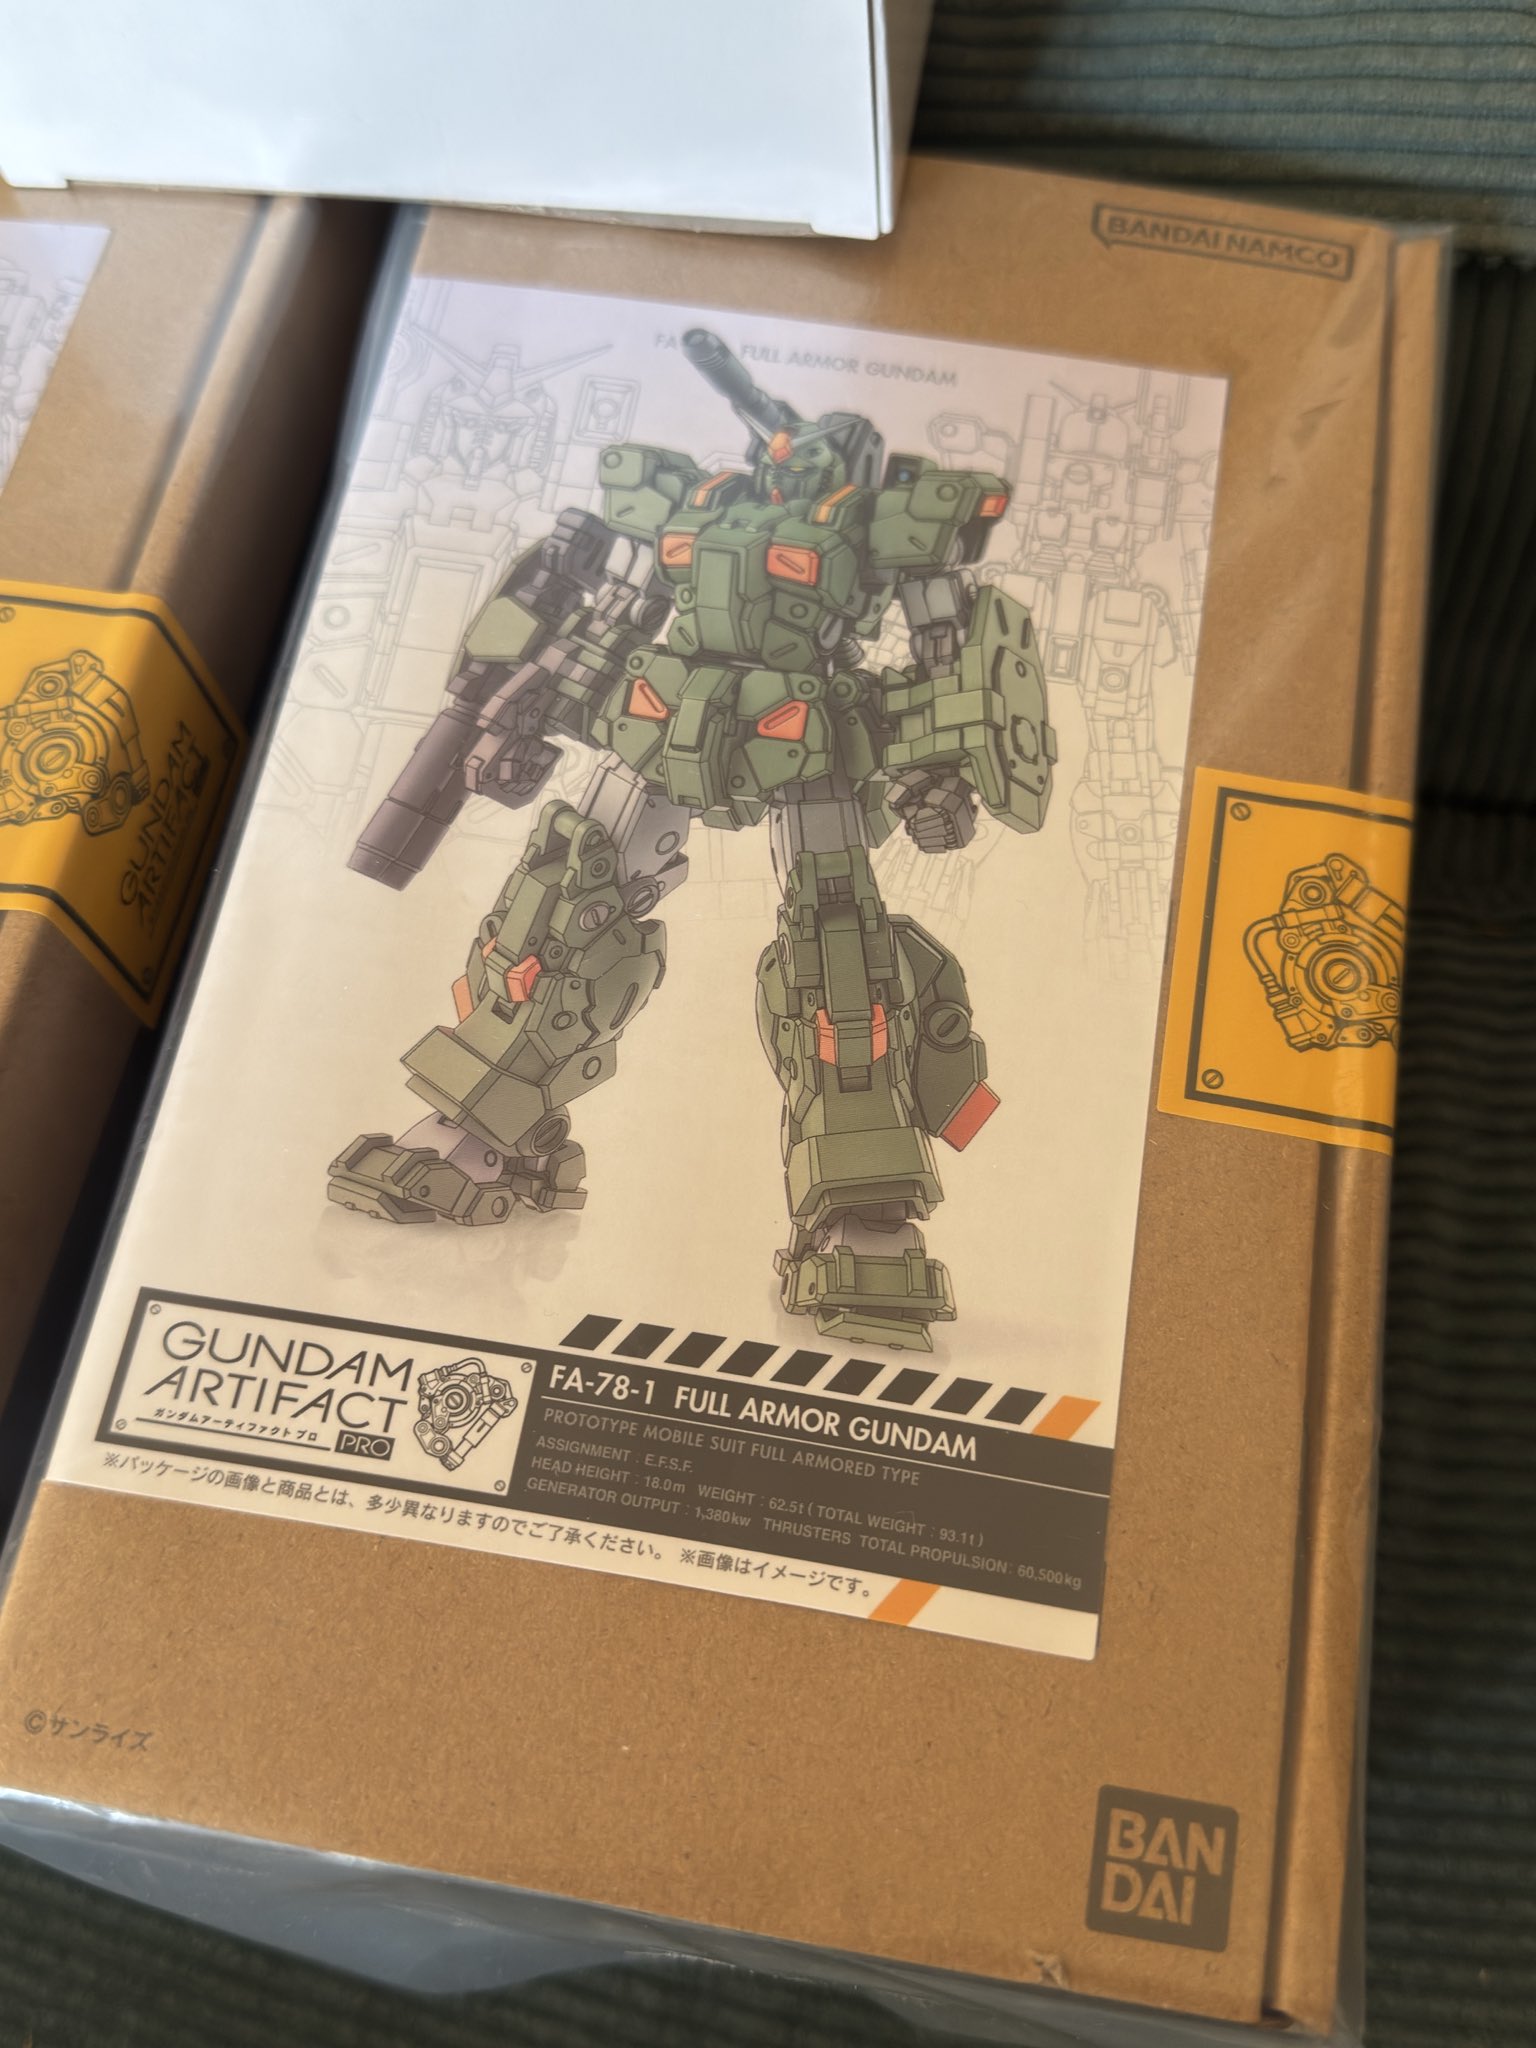 BANDAI NAMCO
FULL ARMOR GUNDAM
GUNDAM
ARTIFACT
GUNDAM
ARTIFACT
ガンダムアーティファクト プロ
PRO
FA-78-1 FULL ARMOR GUNDAM
PROTOTYPE MOBILE SUIT FULL ARMORED TYPE
ASSIGNMENT : E.F.S.F.
HEAD HEIGHT : 18.0m WEIGHT : 62.5t ( TOTAL WEIGHT : 93.1t )
GENERATOR OUTPUT : 1,380kw THRUSTERS TOTAL PROPULSION: 60,500kg
※パッケージの画像と商品とは、多少異なりますのでご了承ください。 ※画像はイメージです。
©サンライズ
BAN
DAI